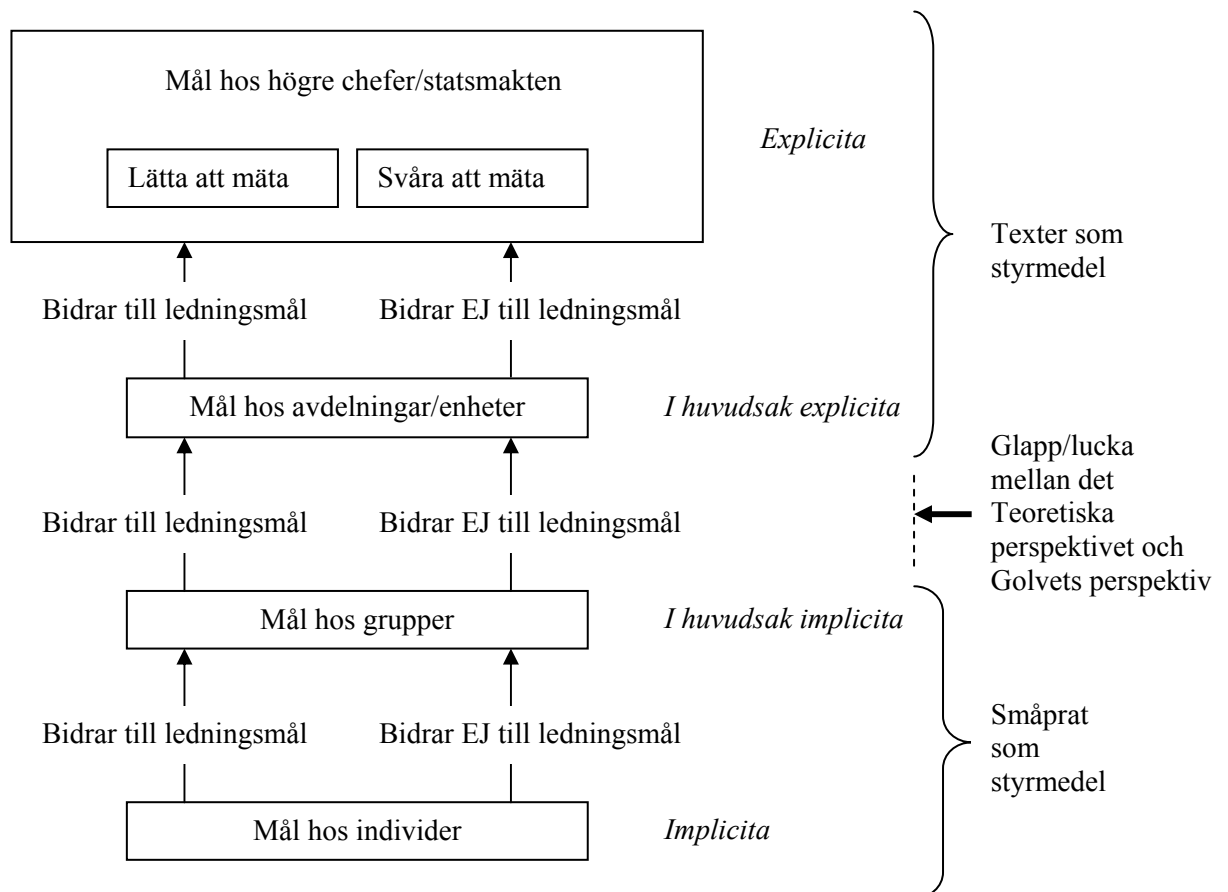 Mål hos högre chefer/statsmakten
Explicita
Lätta att mäta
Svåra att mäta
Texter som
styrmedel
Bidrar till ledningsmål
Bidrar EJ till ledningsmål
Mål hos avdelningar/enheter
I huvudsak explicita
Glapp/lucka
mellan det
Teoretiska
perspektivet och
Golvets perspektiv
Bidrar till ledningsmål
Bidrar EJ till ledningsmål
Mål hos grupper
I huvudsak implicita
Bidrar till ledningsmål
Bidrar EJ till ledningsmål
Småprat
som
styrmedel
Mål hos individer
Implicita